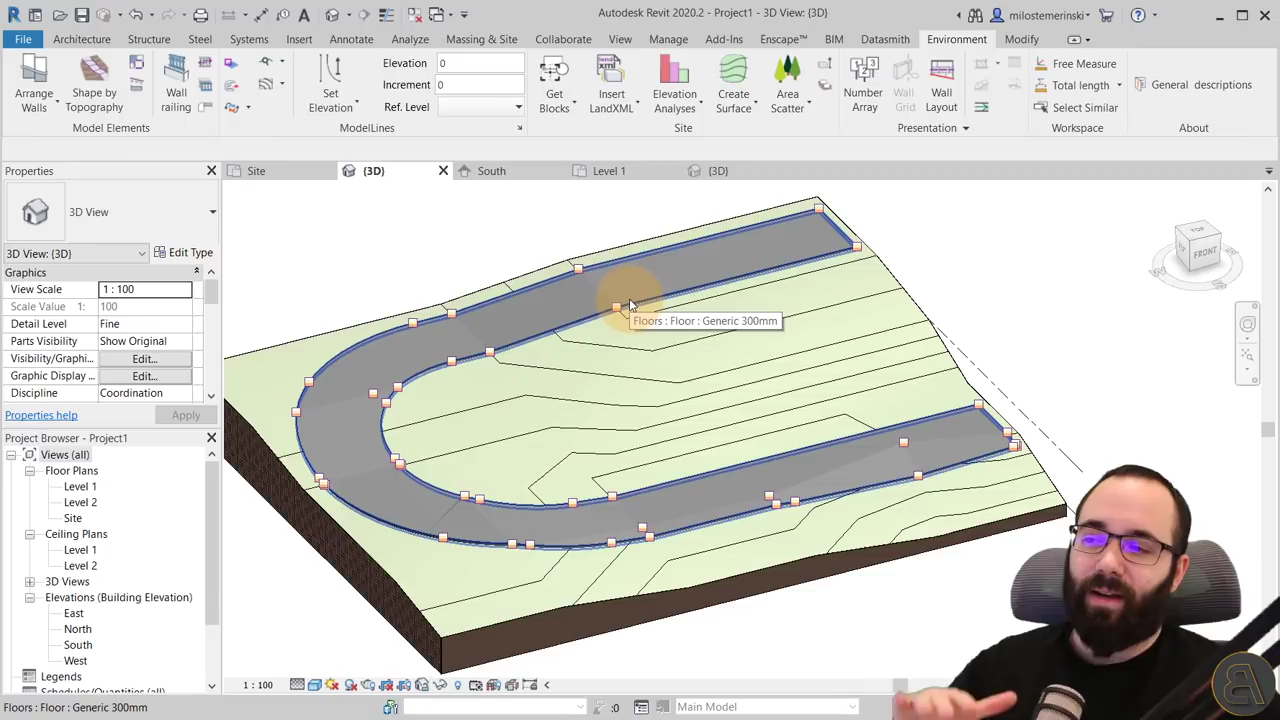 Autodesk Revit 2020.2 - Project1 - 3D View: {3D}
milostemerinski
File Architecture Structure Steel Systems Insert Annotate Analyze Massing & Site Collaborate View Manage Add-Ins Enscape™ BIM Datasmith Environment Modify
Arrange Walls
Shape by Topography
Wall railing
Set Elevation
Elevation 0
Increment 0
Ref. Level
Get Blocks
Insert LandXML
Elevation Analyses
Create Surface
Area Scatter
Number Array
Wall Grid
Wall Layout
Free Measure
Total length
Select Similar
General descriptions
Model Elements
ModelLines
Site
Presentation
Workspace
About
Properties
Site
{3D}
South
Level 1
{3D}
3D View
3D View: {3D}
Edit Type
Graphics
View Scale 1 : 100
Scale Value 1: 100
Detail Level Fine
Parts Visibility Show Original
Visibility/Graphi... Edit...
Graphic Display ... Edit...
Discipline Coordination
Properties help
Apply
Project Browser - Project1
Views (all)
Floor Plans
Level 1
Level 2
Site
Ceiling Plans
Level 1
Level 2
3D Views
Elevations (Building Elevation)
East
North
South
West
Legends
Schedules/Quantities (all)
Floors : Floor : Generic 300mm
TOP
FRONT
1 : 100
Floors : Floor : Generic 300mm
:0
Main Model